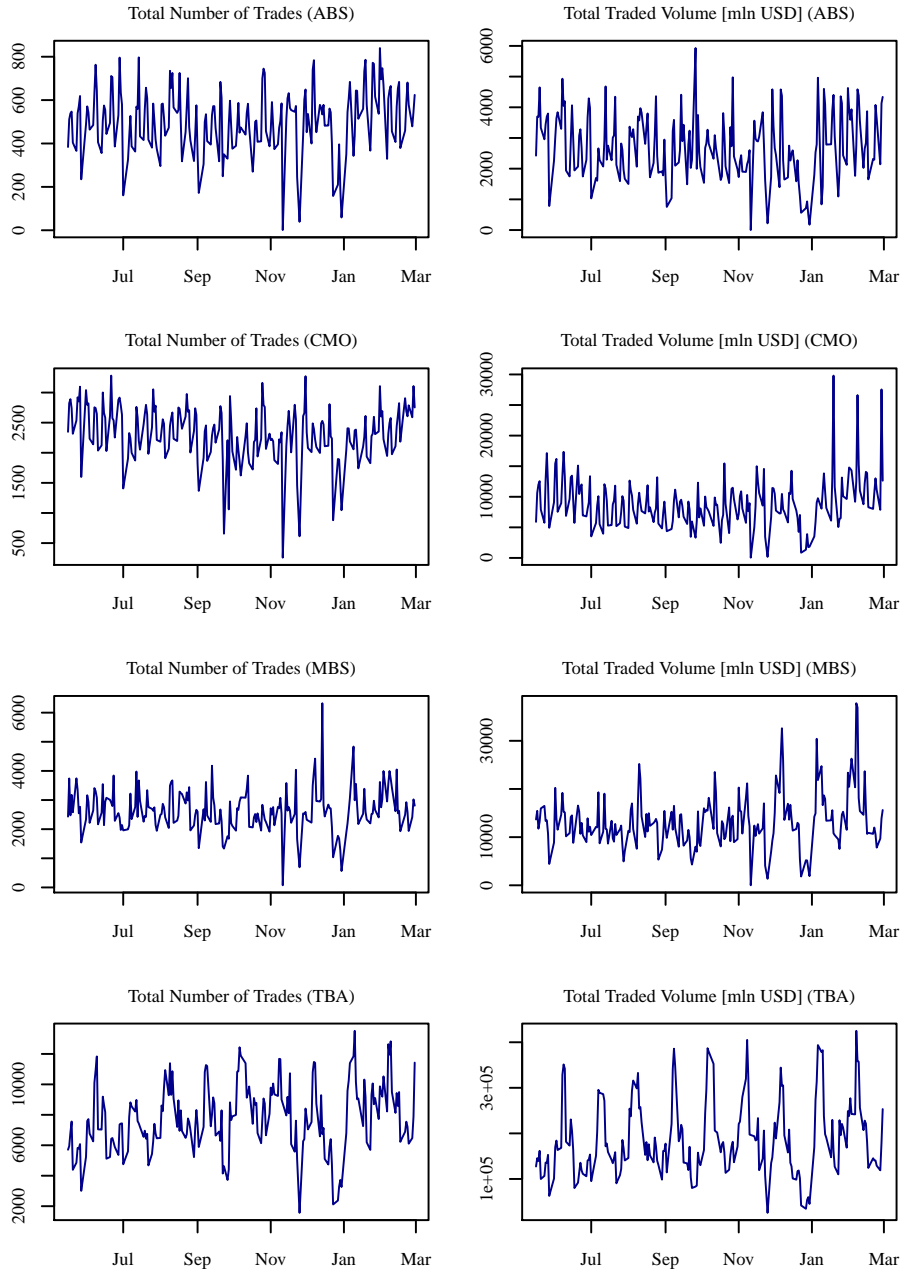 Total Number of Trades (ABS)
0 200 400 600 800
Jul Sep Nov Jan Mar
Total Traded Volume [mln USD] (ABS)
0 2000 4000 6000
Jul Sep Nov Jan Mar
Total Number of Trades (CMO)
500 1500 2500
Jul Sep Nov Jan Mar
Total Traded Volume [mln USD] (CMO)
0 10000 20000 30000
Jul Sep Nov Jan Mar
Total Number of Trades (MBS)
0 2000 4000 6000
Jul Sep Nov Jan Mar
Total Traded Volume [mln USD] (MBS)
0 10000 30000
Jul Sep Nov Jan Mar
Total Number of Trades (TBA)
2000 6000 10000
Jul Sep Nov Jan Mar
Total Traded Volume [mln USD] (TBA)
1e+05 3e+05
Jul Sep Nov Jan Mar